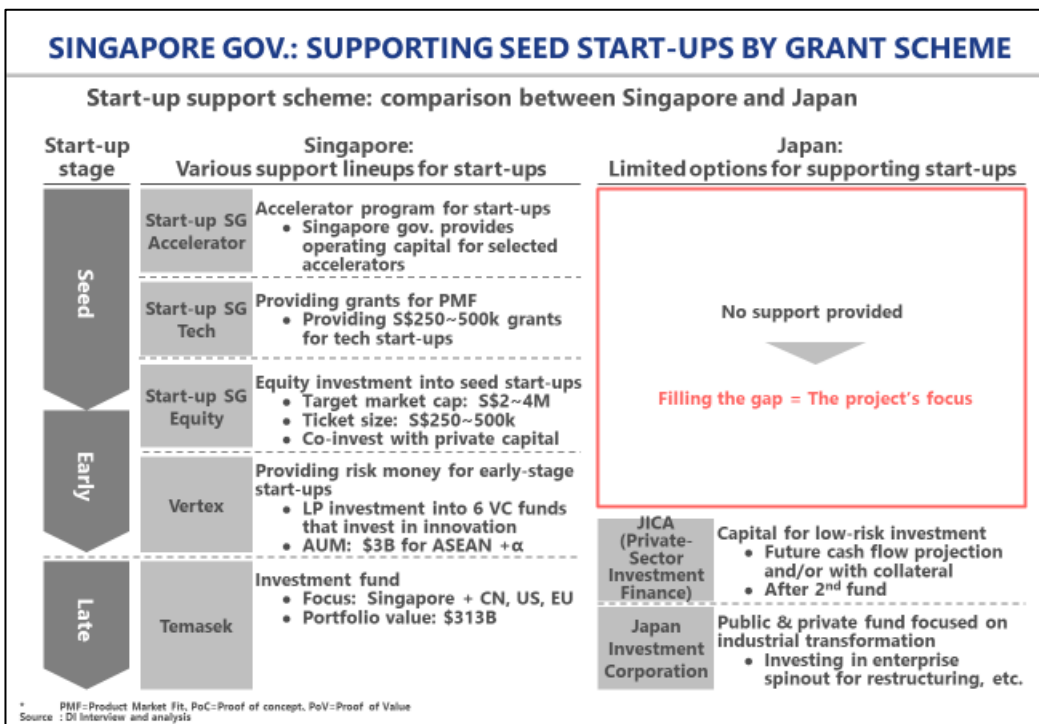 SINGAPORE GOV.: SUPPORTING SEED START-UPS BY GRANT SCHEME
Start-up support scheme: comparison between Singapore and Japan
Start-up
stage
Singapore:
Various support lineups for start-ups
Japan:
Limited options for supporting start-ups
Seed
Early
Late
Start-up SG
Accelerator
Accelerator program for start-ups
• Singapore gov. provides
operating capital for selected
accelerators
Start-up SG
Tech
Providing grants for PMF
• Providing S$250~500k grants
for tech start-ups
Start-up SG
Equity
Equity investment into seed start-ups
• Target market cap: S$2~4M
• Ticket size: S$250~500k
• Co-invest with private capital
Vertex
Providing risk money for early-stage
start-ups
• LP investment into 6 VC funds
that invest in innovation
• AUM: $3B for ASEAN +α
Temasek
Investment fund
• Focus: Singapore + CN, US, EU
• Portfolio value: $313B
No support provided
Filling the gap = The project's focus
JICA
(Private-
Sector
Investment
Finance)
Capital for low-risk investment
• Future cash flow projection
and/or with collateral
• After 2nd fund
Japan
Investment
Corporation
Public & private fund focused on
industrial transformation
• Investing in enterprise
spinout for restructuring, etc.
* PMF=Product Market Fit, PoC=Proof of concept, PoV=Proof of Value
Source : DI Interview and analysis